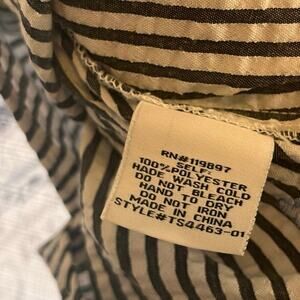 RN#119897
SELF:
100%POLYESTER
HADE WASH COLD
DO NOT BLEACH
HAND TO DRY
DO NOT IRON
MADE IN CHINA
STYLE#TS4463-01